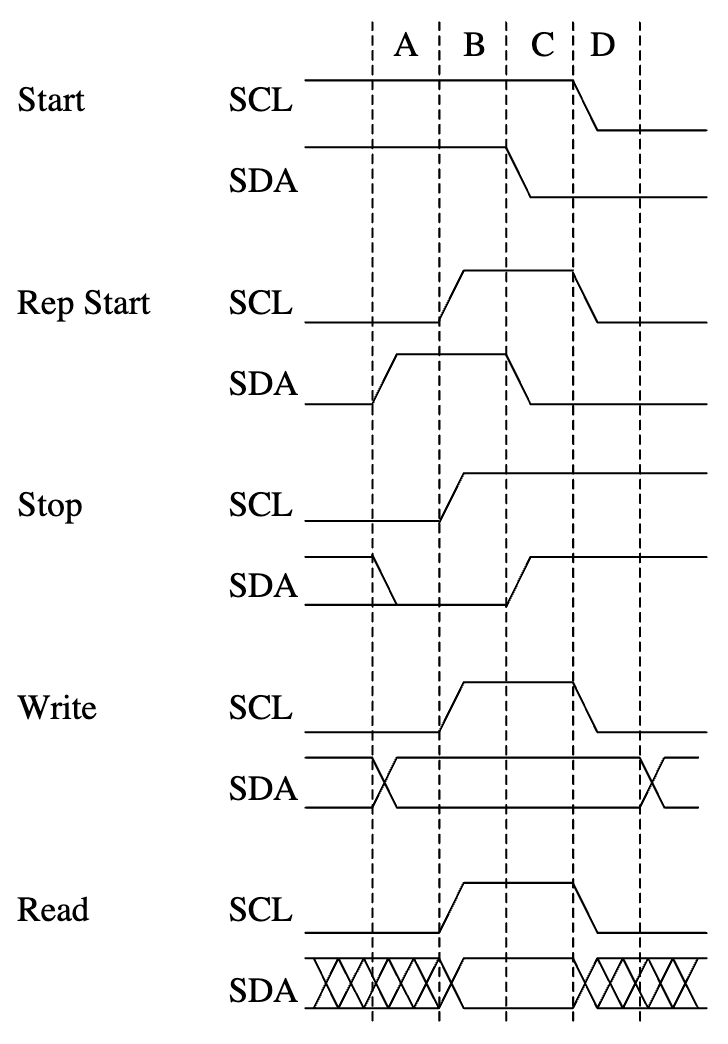 A B C D
Start SCL
SDA
Rep Start SCL
SDA
Stop SCL
SDA
Write SCL
SDA
Read SCL
SDA